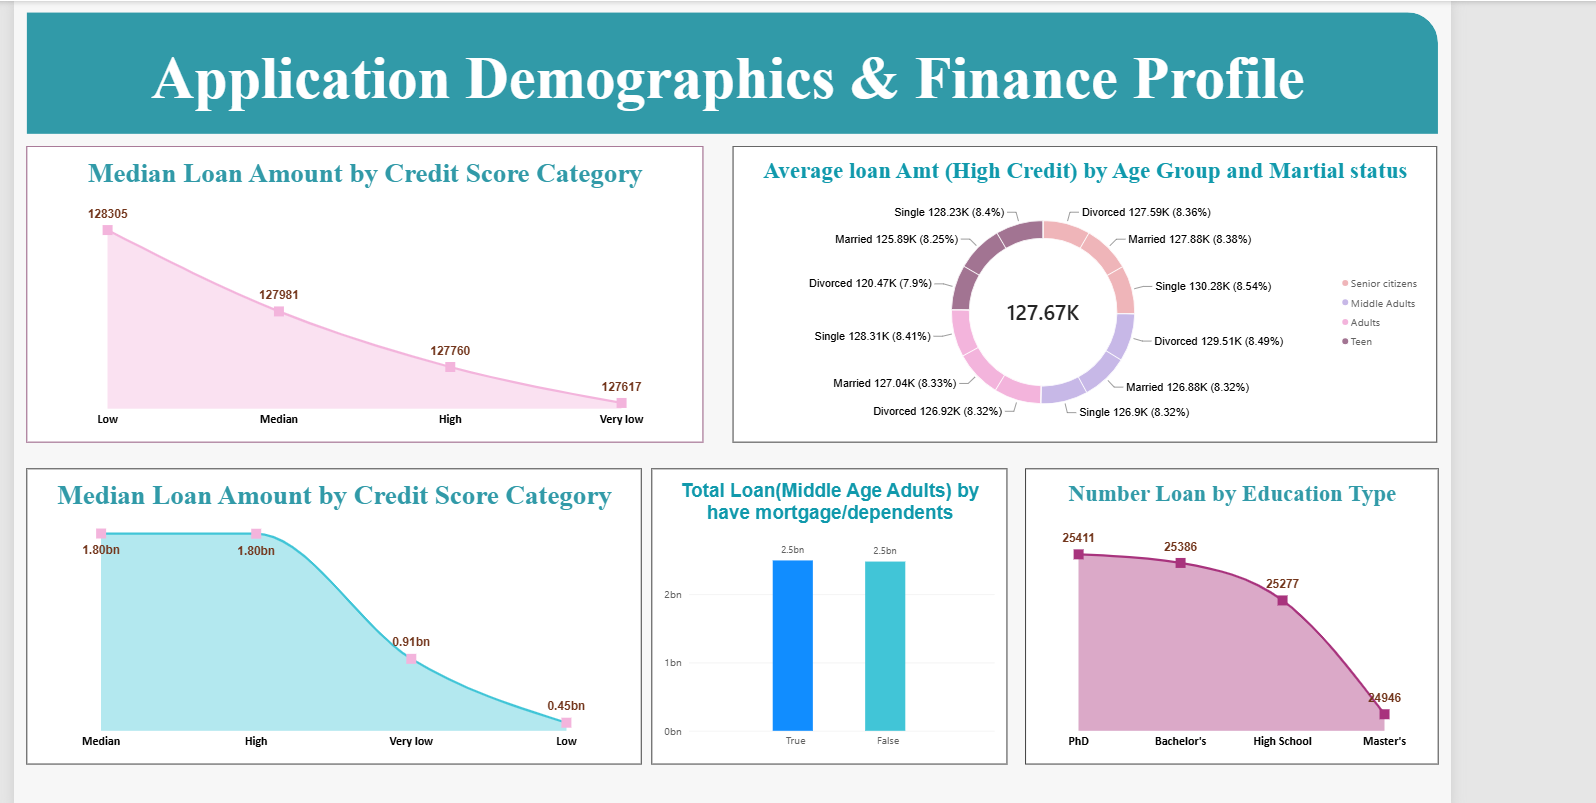 Application Demographics & Finance Profile
Median Loan Amount by Credit Score Category
128305
127981
127760
127617
Low
Median
High
Very low
Average loan Amt (High Credit) by Age Group and Martial status
Single 128.23K (8.4%)
Divorced 127.59K (8.36%)
Married 125.89K (8.25%)
Married 127.88K (8.38%)
Divorced 120.47K (7.9%)
Single 130.28K (8.54%)
127.67K
Single 128.31K (8.41%)
Divorced 129.51K (8.49%)
Married 127.04K (8.33%)
Married 126.88K (8.32%)
Divorced 126.92K (8.32%)
Single 126.9K (8.32%)
Senior citizens
Middle Adults
Adults
Teen
Median Loan Amount by Credit Score Category
1.80bn
1.80bn
0.91bn
0.45bn
Median
High
Very low
Low
Total Loan(Middle Age Adults) by
have mortgage/dependents
2.5bn
2.5bn
2bn
1bn
0bn
True
False
Number Loan by Education Type
25411
25386
25277
24946
PhD
Bachelor's
High School
Master's